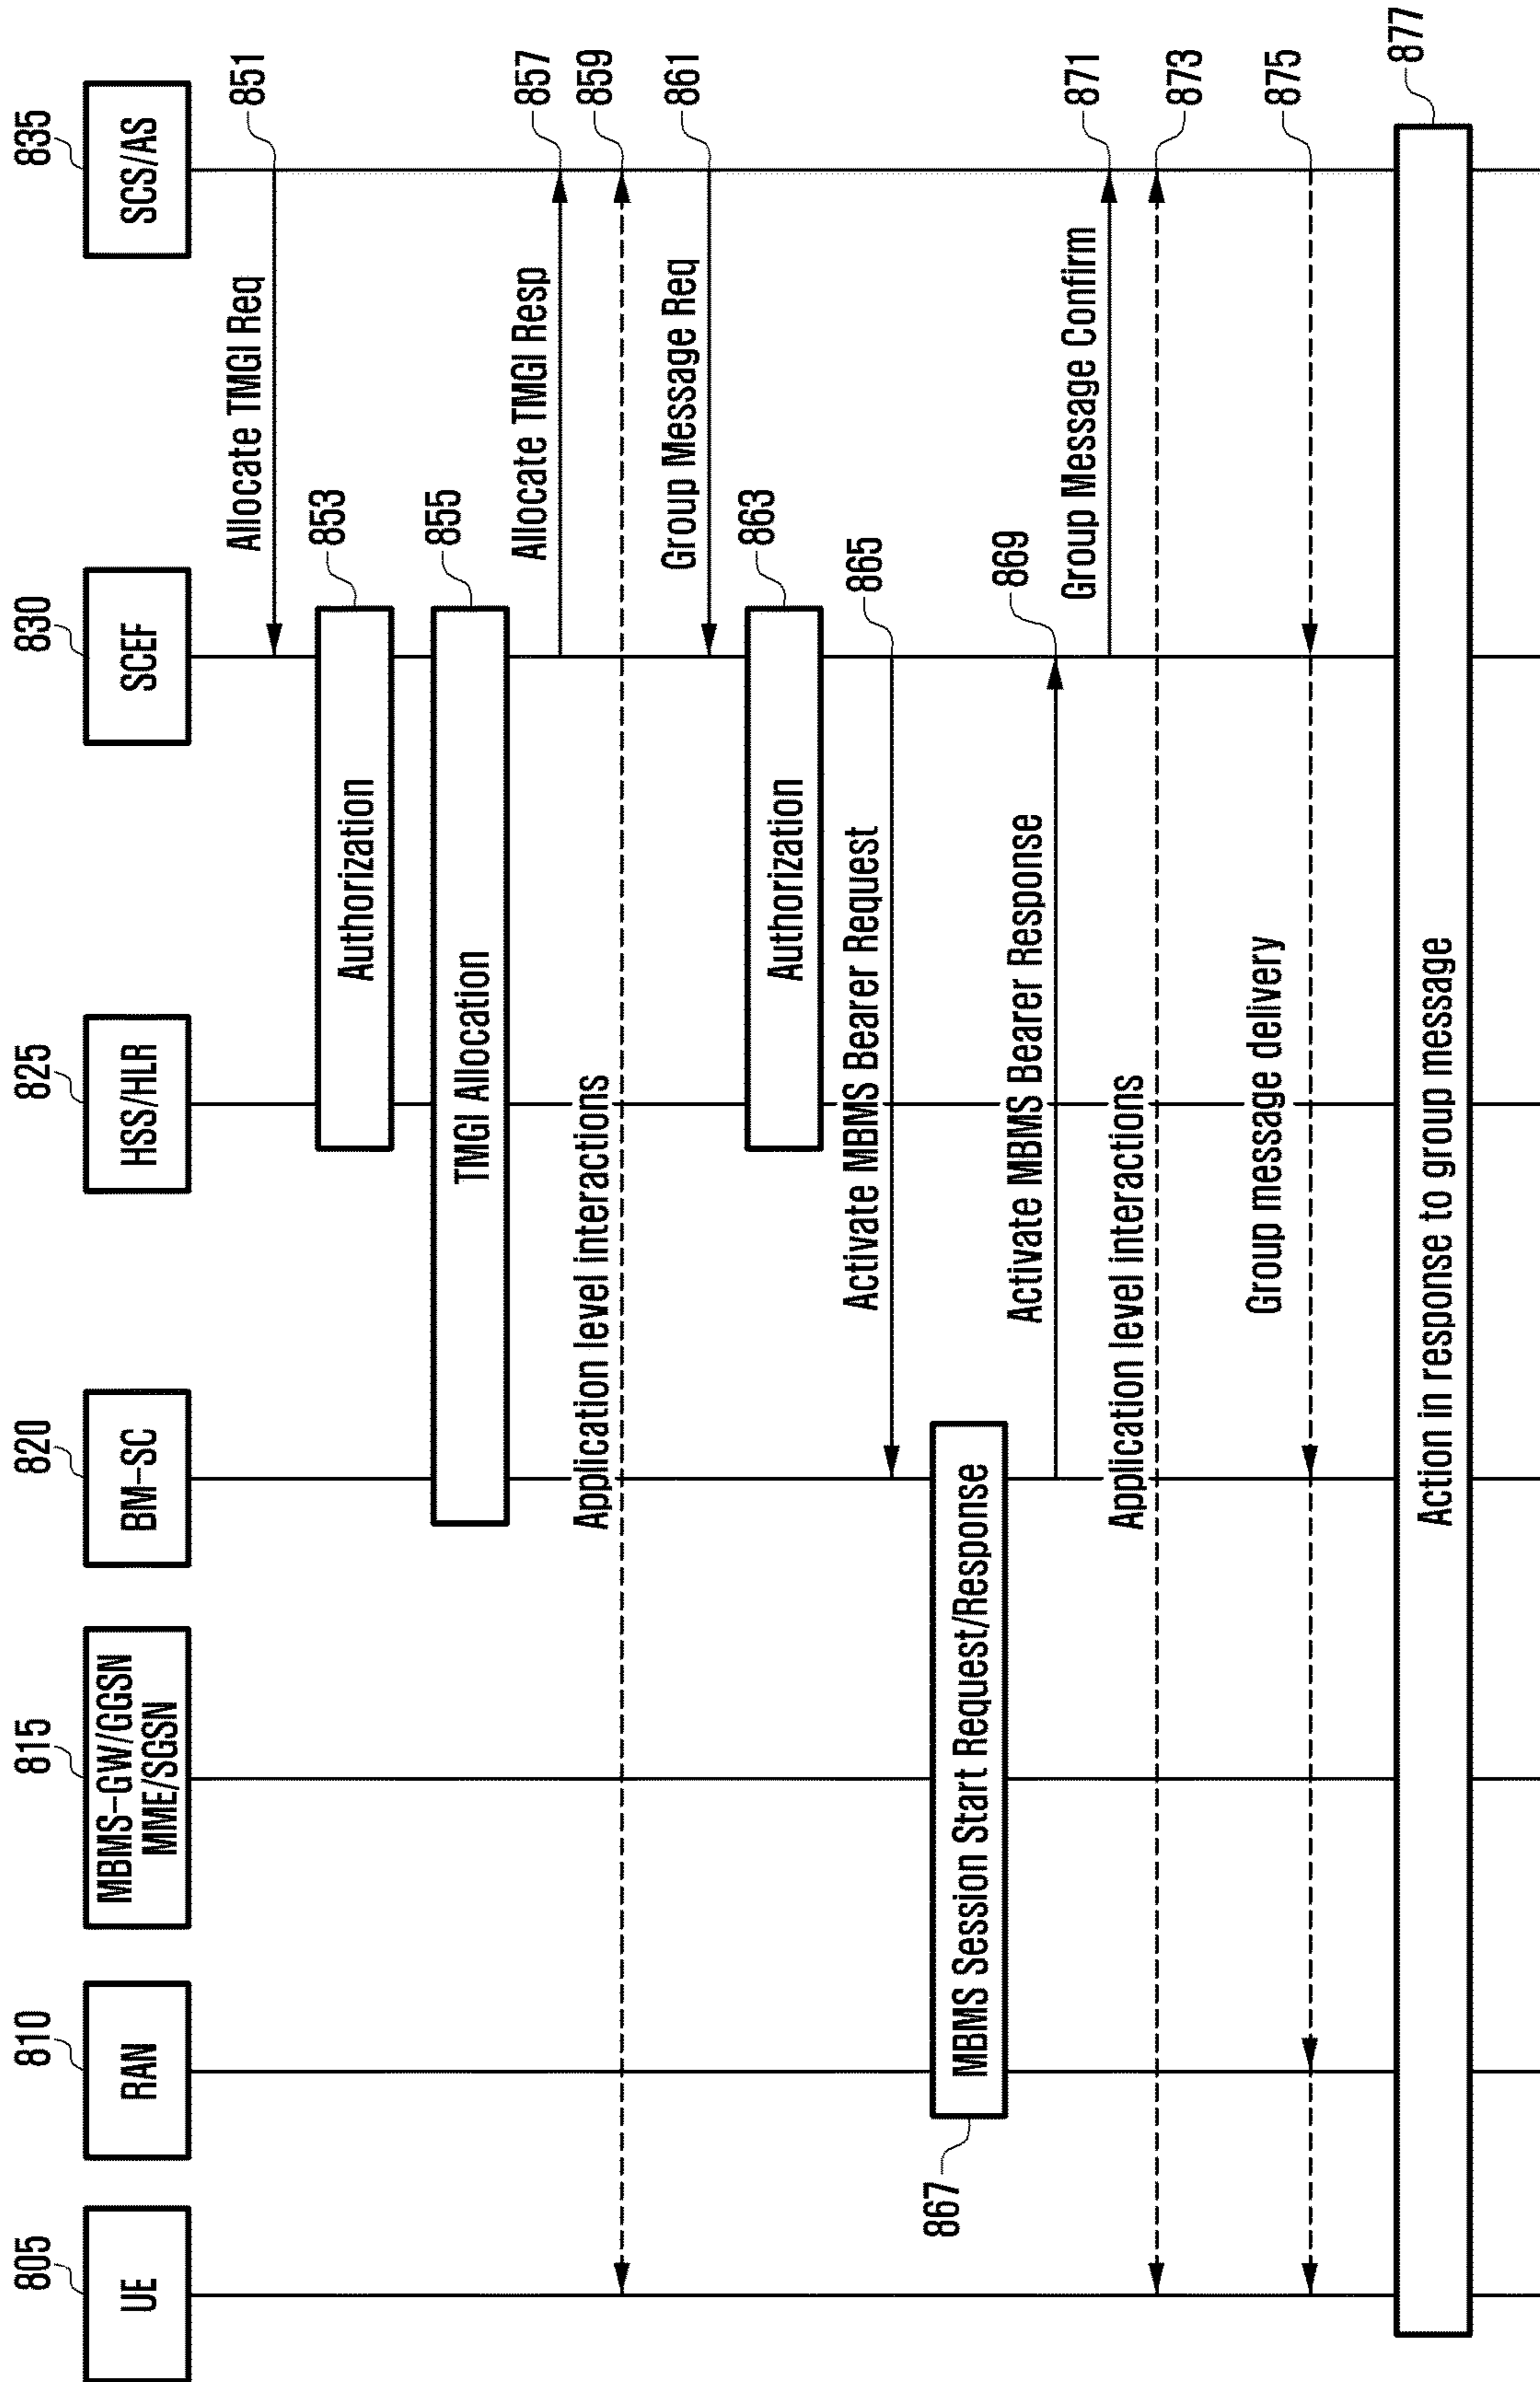 805
810
815
820
825
830
835
UE
RAN
MBMS-GW/GGSN
MME/SGSN
BM-SC
HSS/HLR
SCEF
SCS/AS
Allocate TMGI Req
851
Authorization
853
TMGI Allocation
855
Allocate TMGI Resp
857
Application level interactions
859
Group Message Req
861
Authorization
863
Activate MBMS Bearer Request
865
MBMS Session Start Request/Response
867
Activate MBMS Bearer Response
869
Group Message Confirm
871
Application level interactions
873
Group message delivery
875
Action in response to group message
877